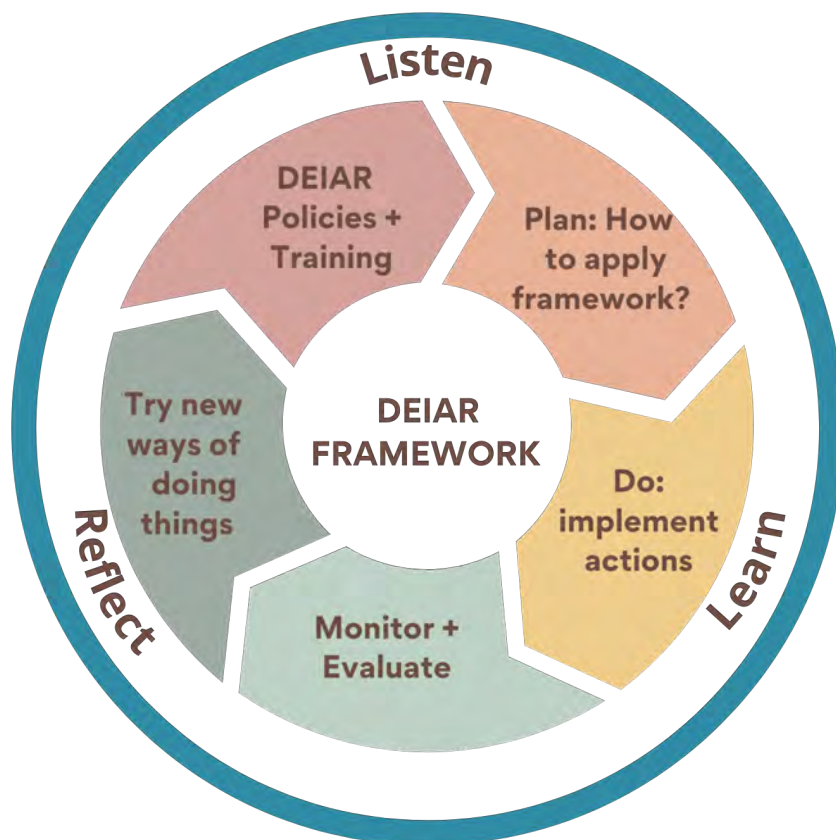 Listen
DEIAR
Policies +
Training
Plan: How
to apply
framework?
Do:
implement
actions
Learn
Monitor +
Evaluate
Try new
ways of
doing
things
Reflect
DEIAR
FRAMEWORK